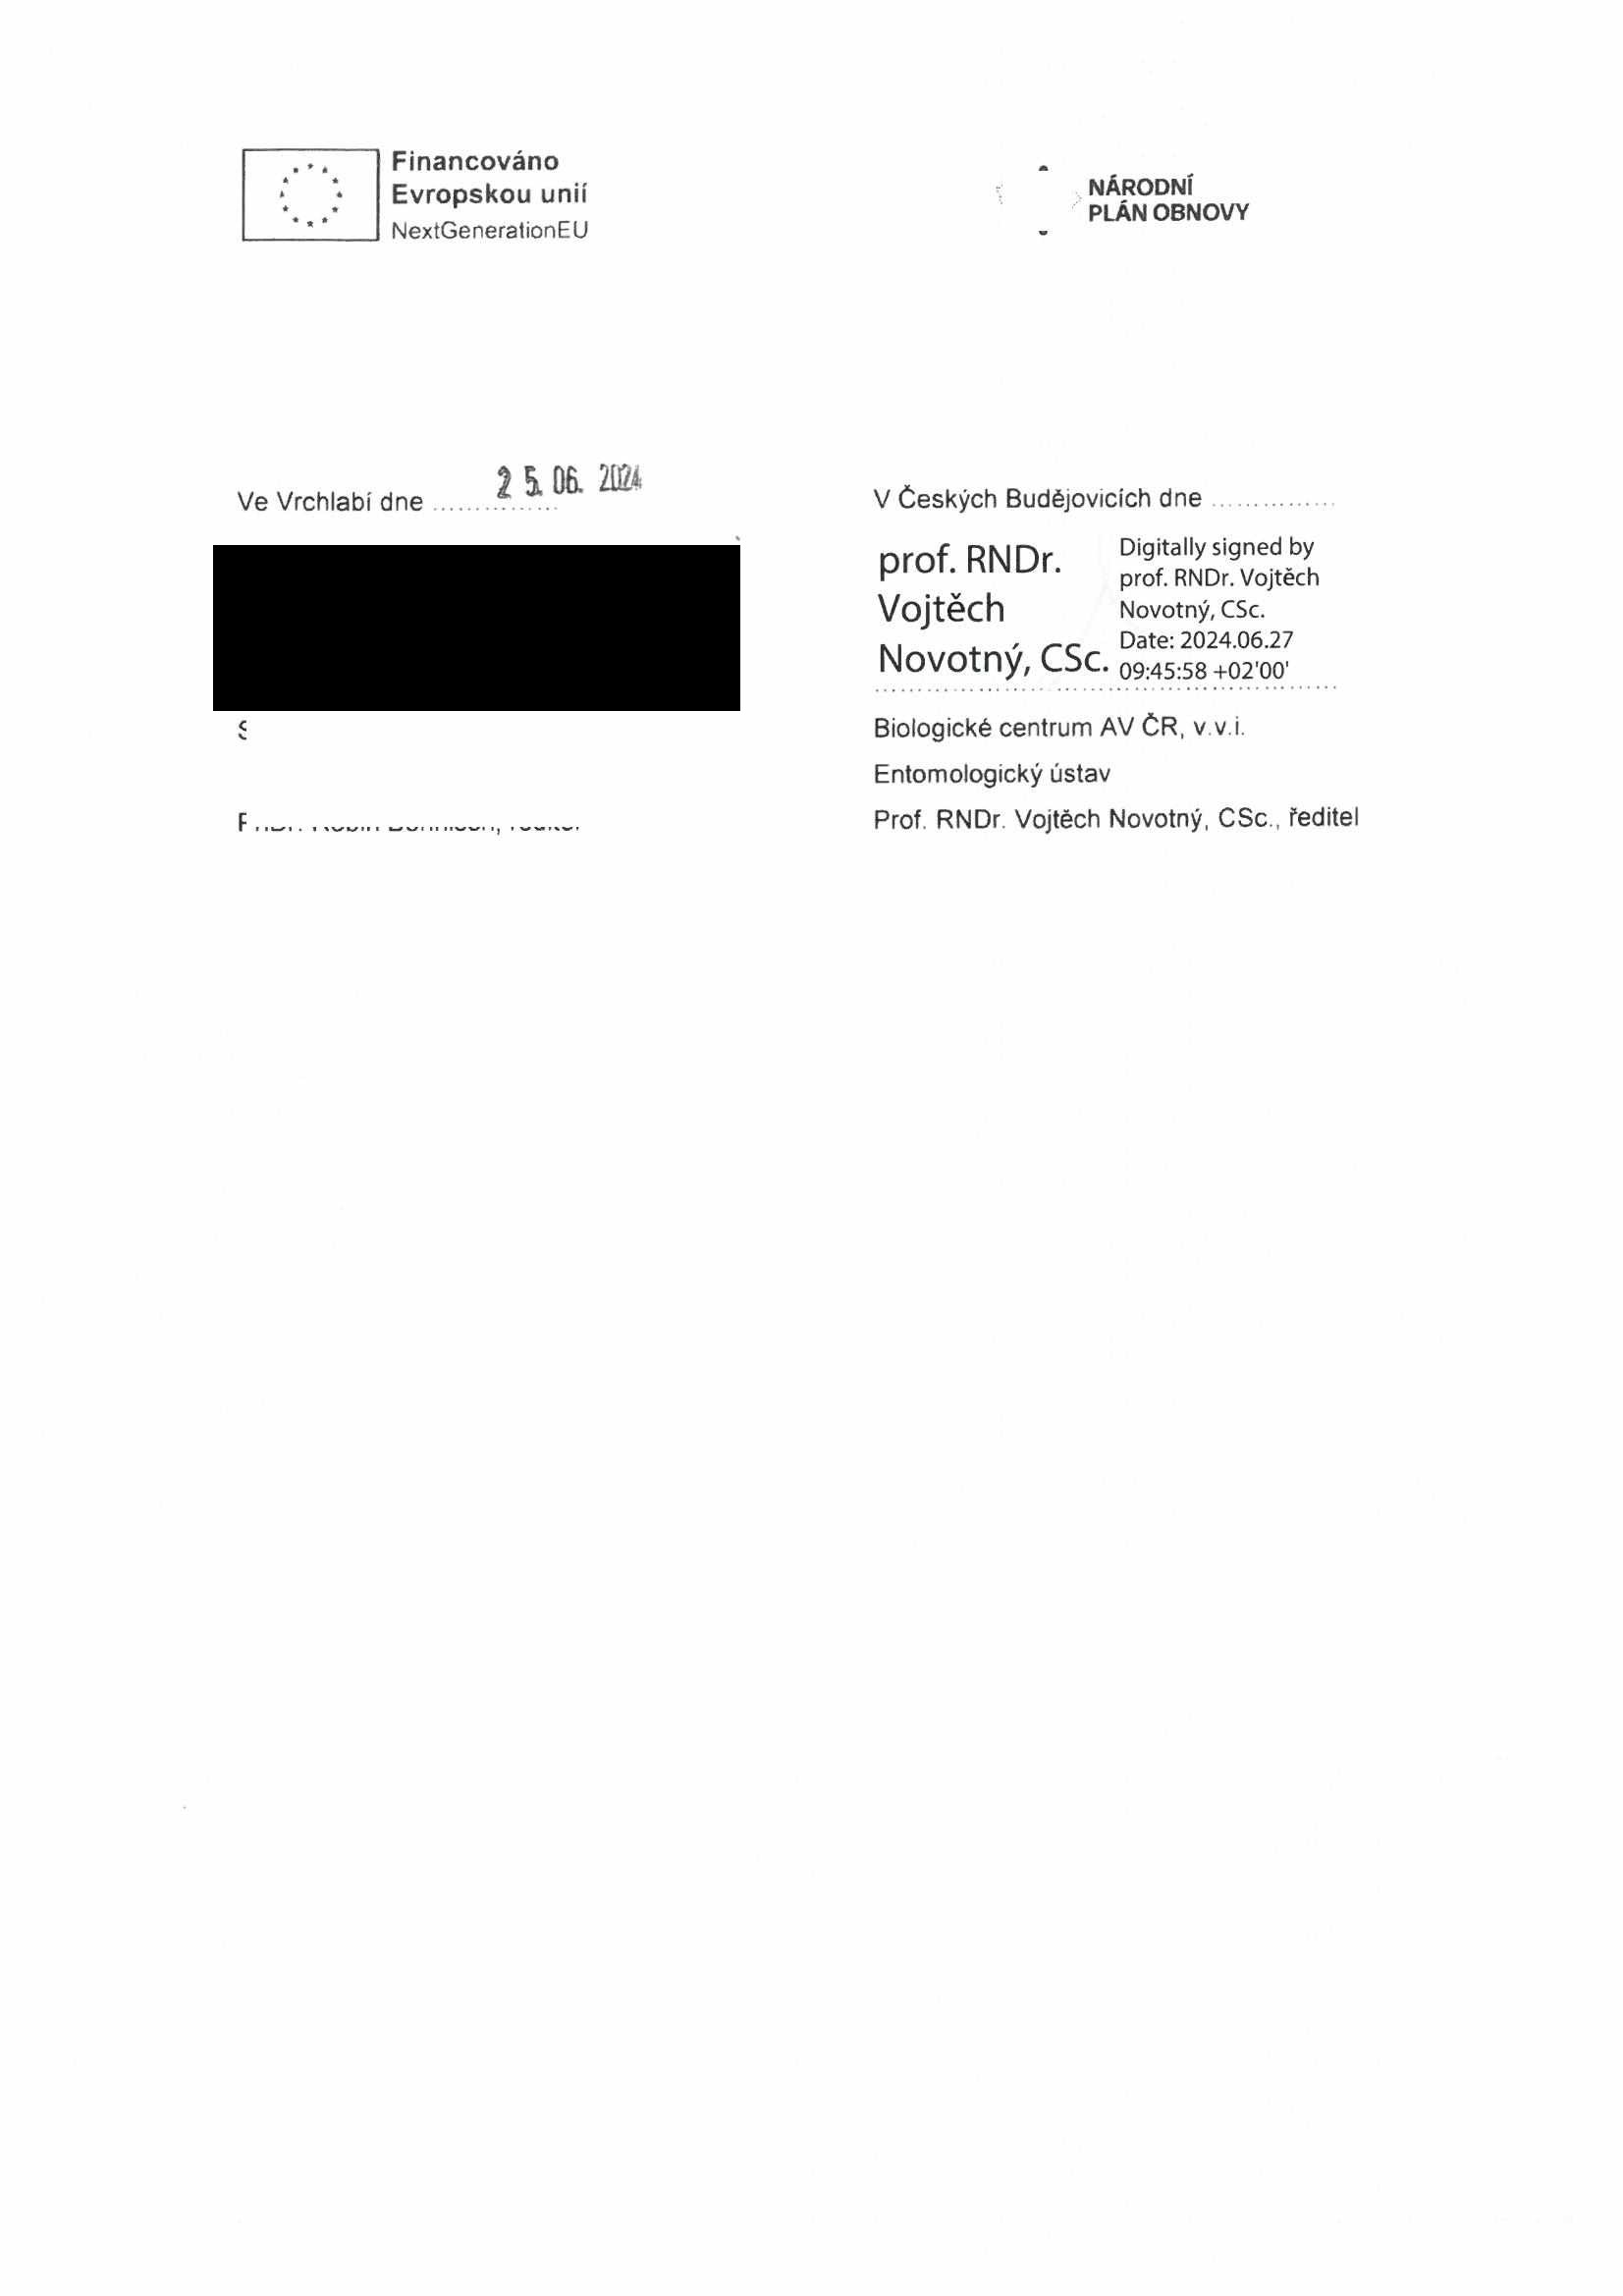 Financováno
Evropskou unií
NextGenerationEU
NÁRODNÍ
PLÁN OBNOVY
Ve Vrchlabí dne ............... 25.06. 2024
V Českých Budějovicích dne ...............
prof. RNDr.
Vojtěch
Novotný, CSc.
Digitally signed by
prof. RNDr. Vojtěch
Novotný, CSc.
Date: 2024.06.27
09:45:58 +02'00'
Biologické centrum AV ČR, v.v.i.
Entomologický ústav
Prof. RNDr. Vojtěch Novotný, CSc., ředitel